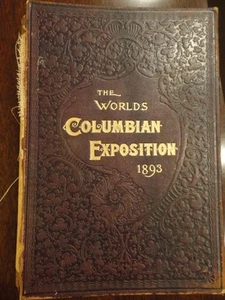 THE
WORLDS
COLUMBIAN
EXPOSITION
1893